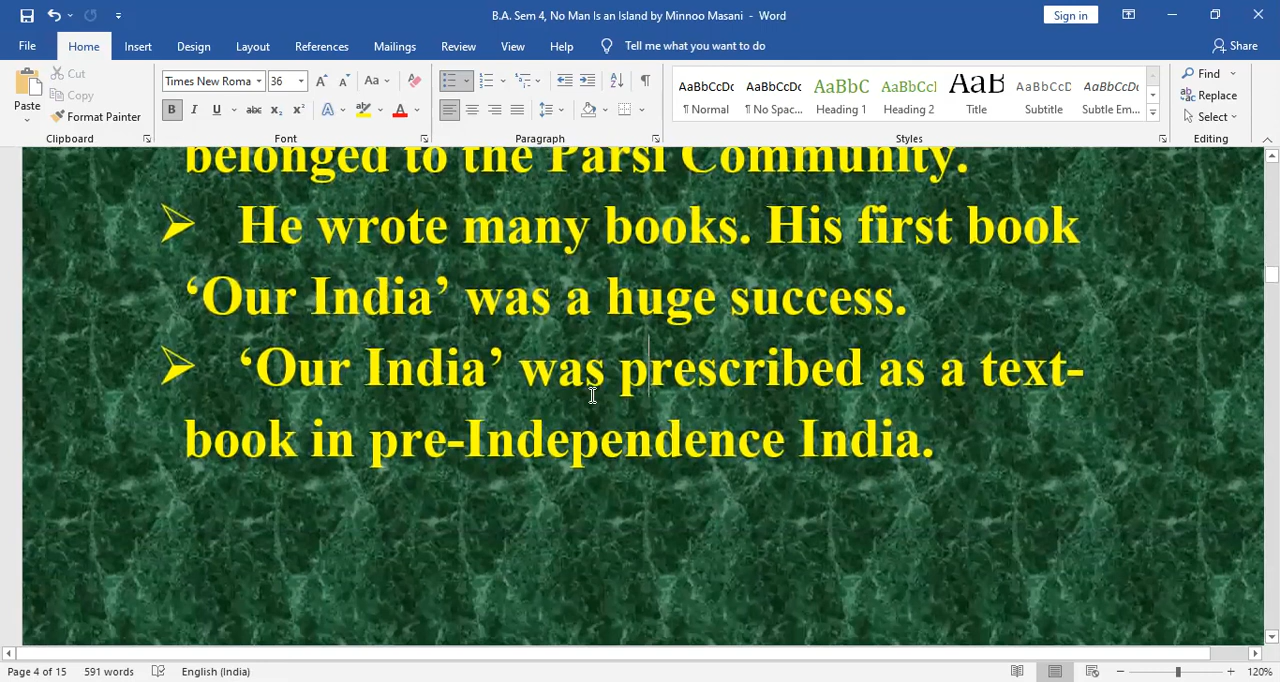 B.A. Sem 4, No Man Is an Island by Minnoo Masani - Word
Sign in
File Home Insert Design Layout References Mailings Review View Help Tell me what you want to do Share
Paste
Cut
Copy
Format Painter
Clipboard
Times New Roma 36
Font
Paragraph
AaBbCcDc AaBbCcDc AaBbC AaBbCcI AaB AaBbCcD AaBbCcDc
¶ Normal ¶ No Spac... Heading 1 Heading 2 Title Subtitle Subtle Em...
Styles
Find
Replace
Select
Editing
belonged to the Parsi Community.
➢ He wrote many books. His first book
‘Our India’ was a huge success.
➢ ‘Our India’ was prescribed as a text-
book in pre-Independence India.
Page 4 of 15 591 words English (India) 120%